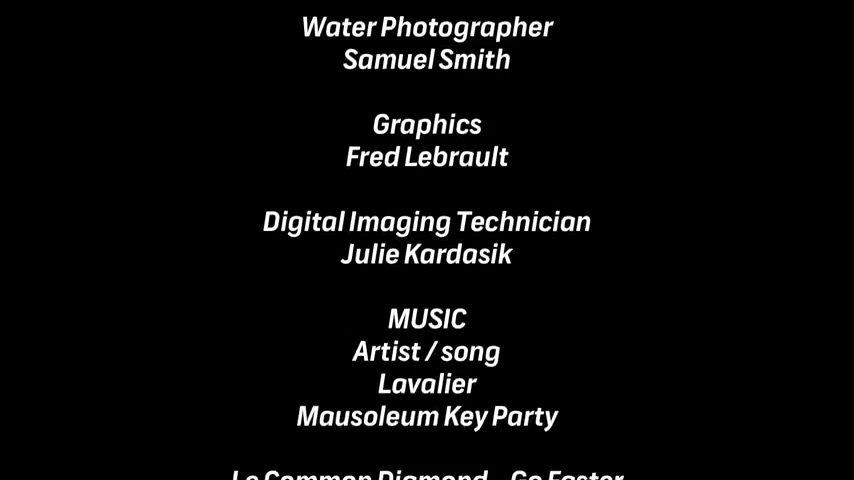 Water Photographer
Samuel Smith
Graphics
Fred Lebrault
Digital Imaging Technician
Julie Kardasik
MUSIC
Artist / song
Lavalier
Mausoleum Key Party
Le Common Diamond - Go Faster